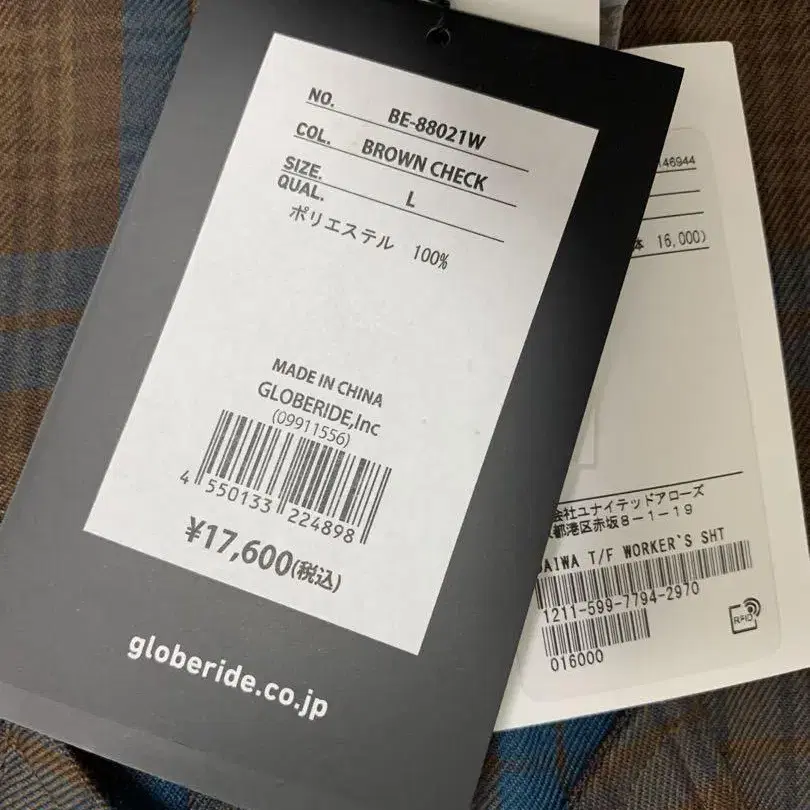 NO. BE-88021W
COL. BROWN CHECK
SIZE. L
QUAL.
ポリエステル 100%
MADE IN CHINA
GLOBERIDE,Inc
(09911556)
4 550133 224898
¥17,600(税込)
globeride.co.jp
146944
体 16,000)
会社ユナイテッドアローズ
都港区赤坂8-1-19
DAIWA T/F WORKER`S SHT
1211-599-7794-2970
016000
RFID